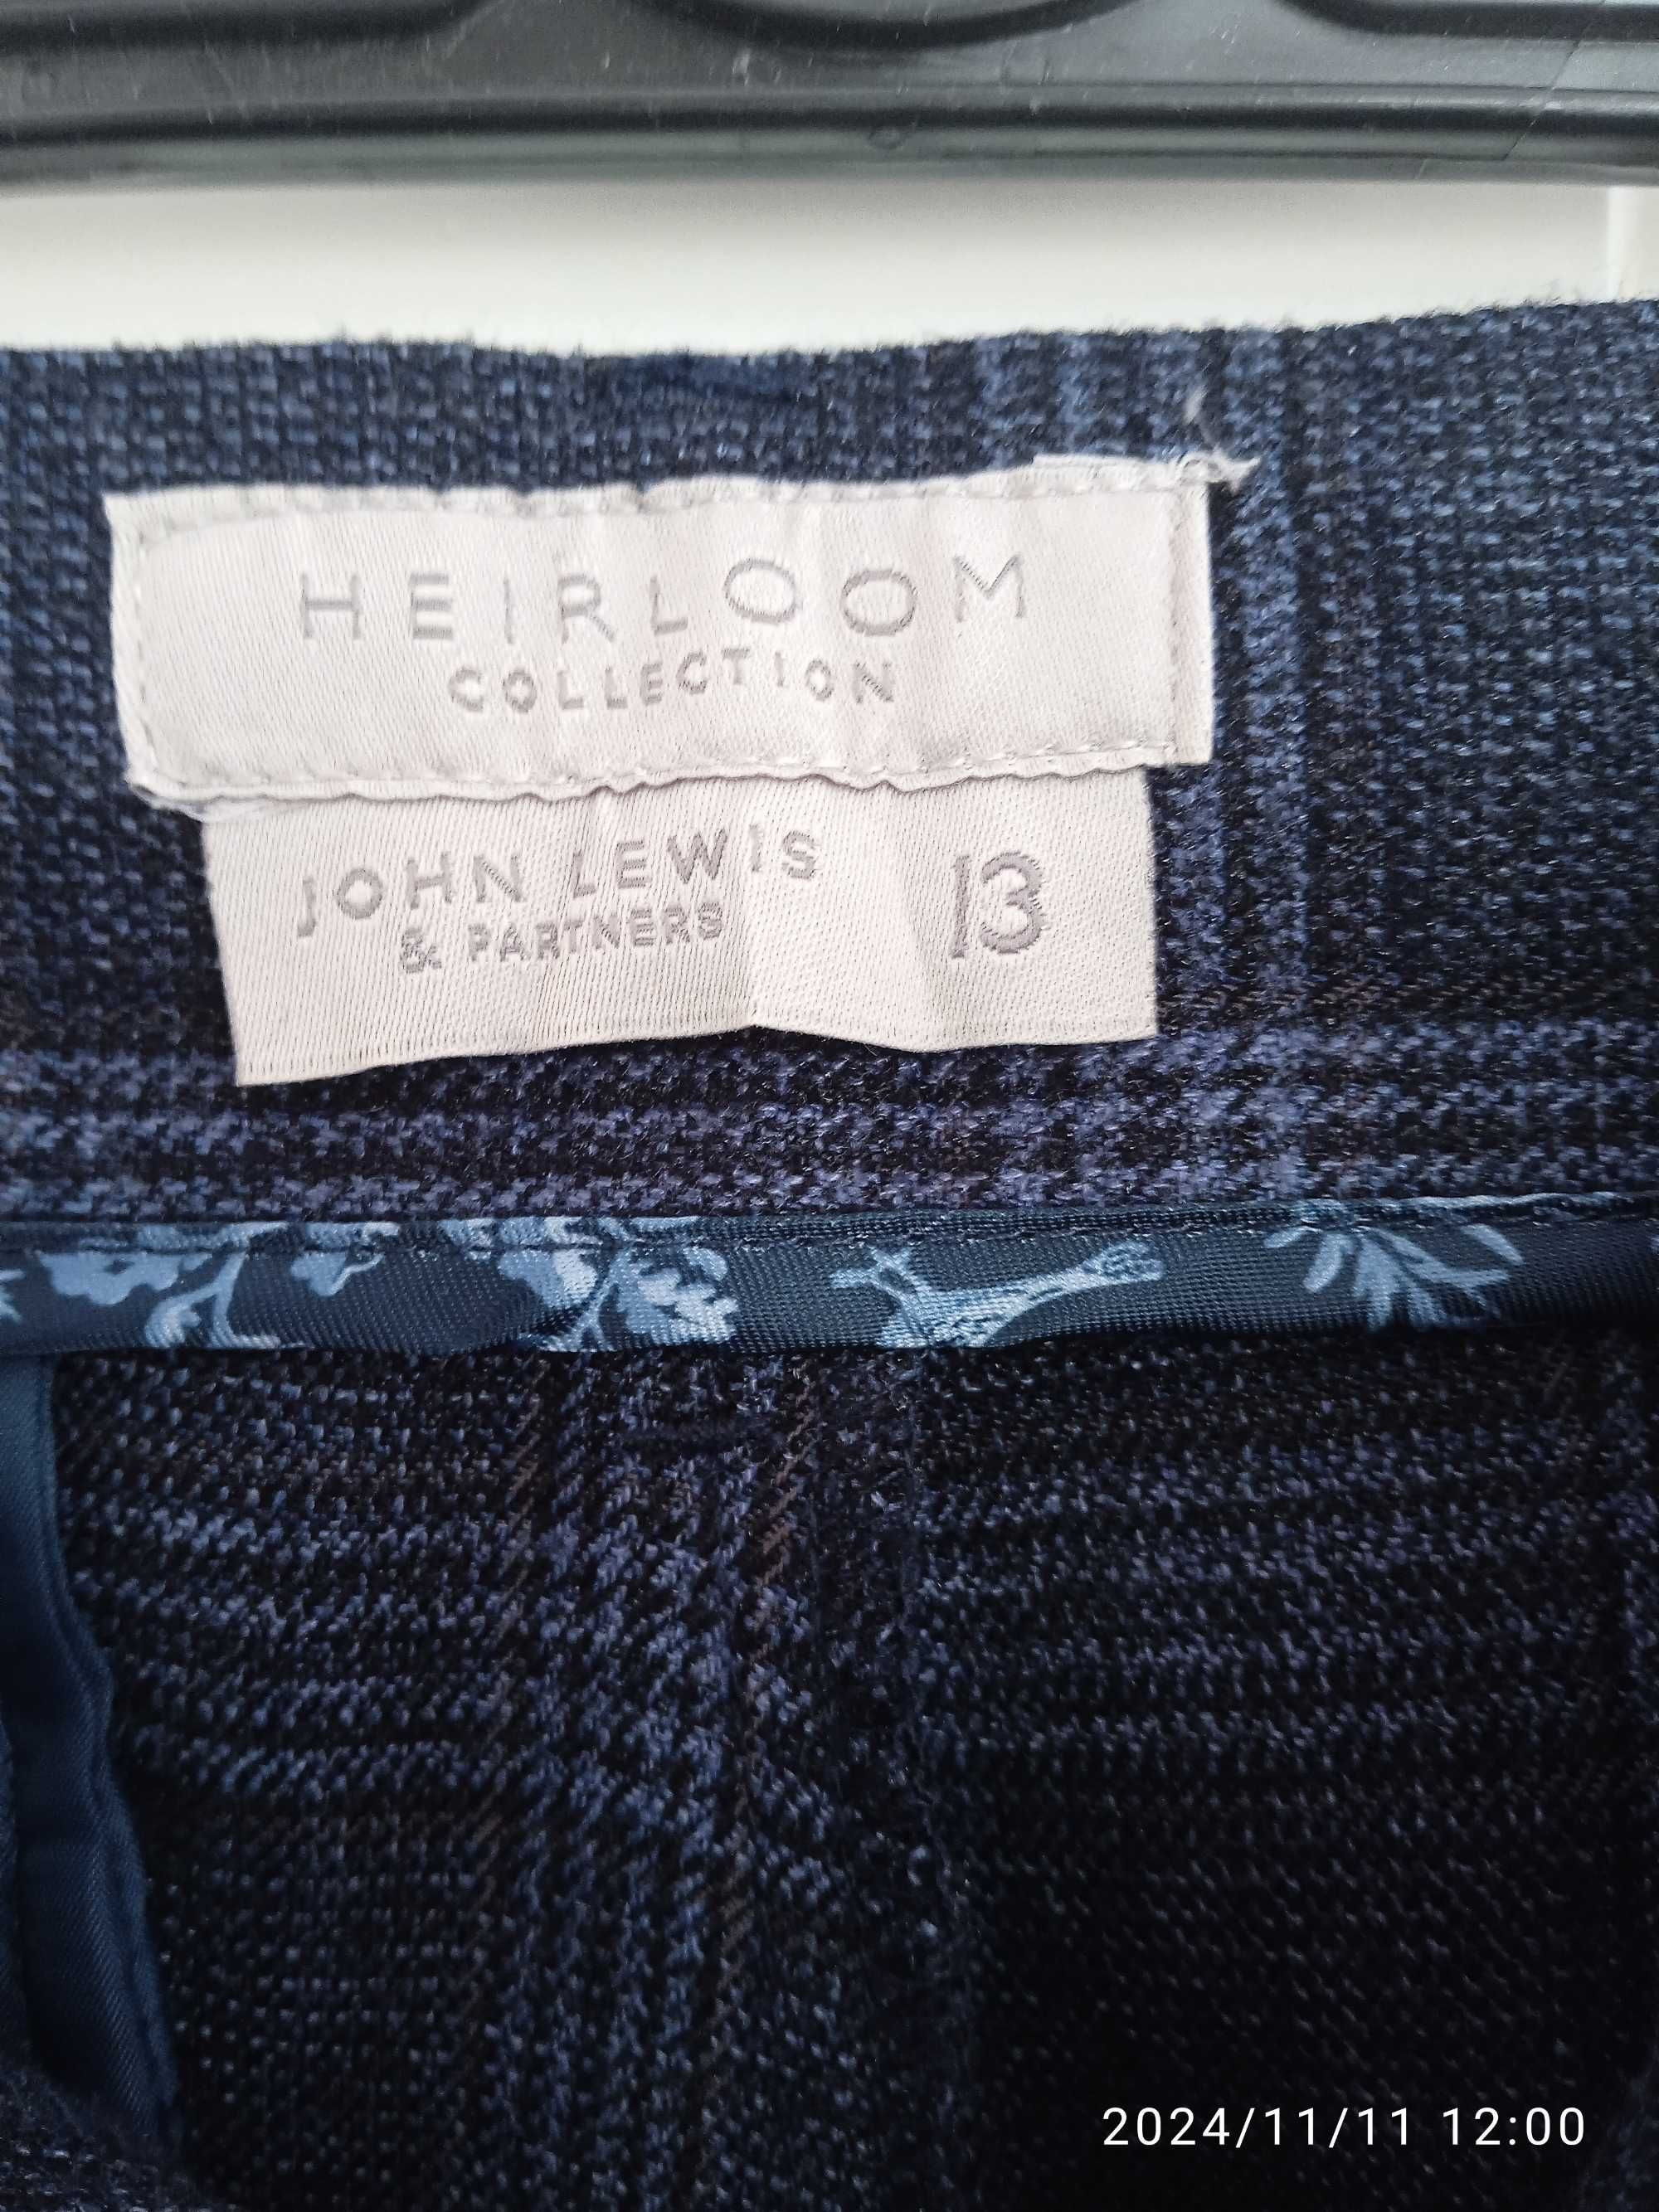 HEIRLOOM
COLLECTION
JOHN LEWIS
& PARTNERS
13
2024/11/11 12:00